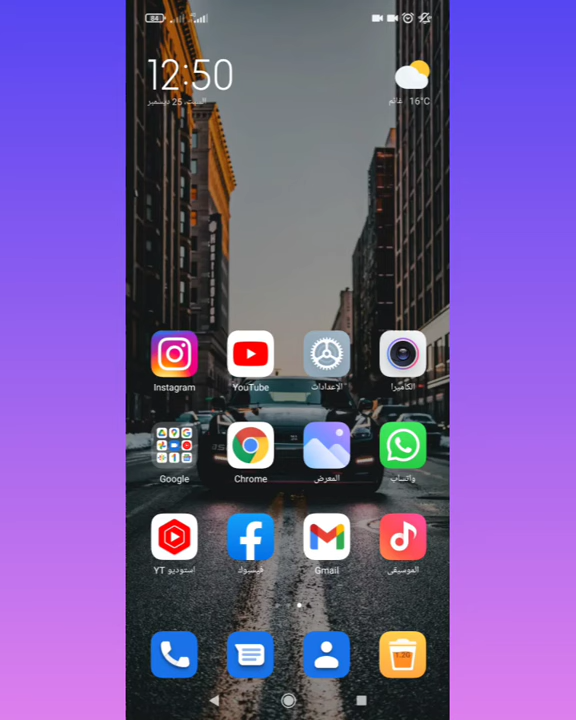 84
12:50
السبت، 25 ديسمبر
غائم | 16°C
Instagram
YouTube
الإعدادات
الكاميرا
Google
Chrome
المعرض
واتساب
استوديو YT
فيسبوك
Gmail
الموسيقى